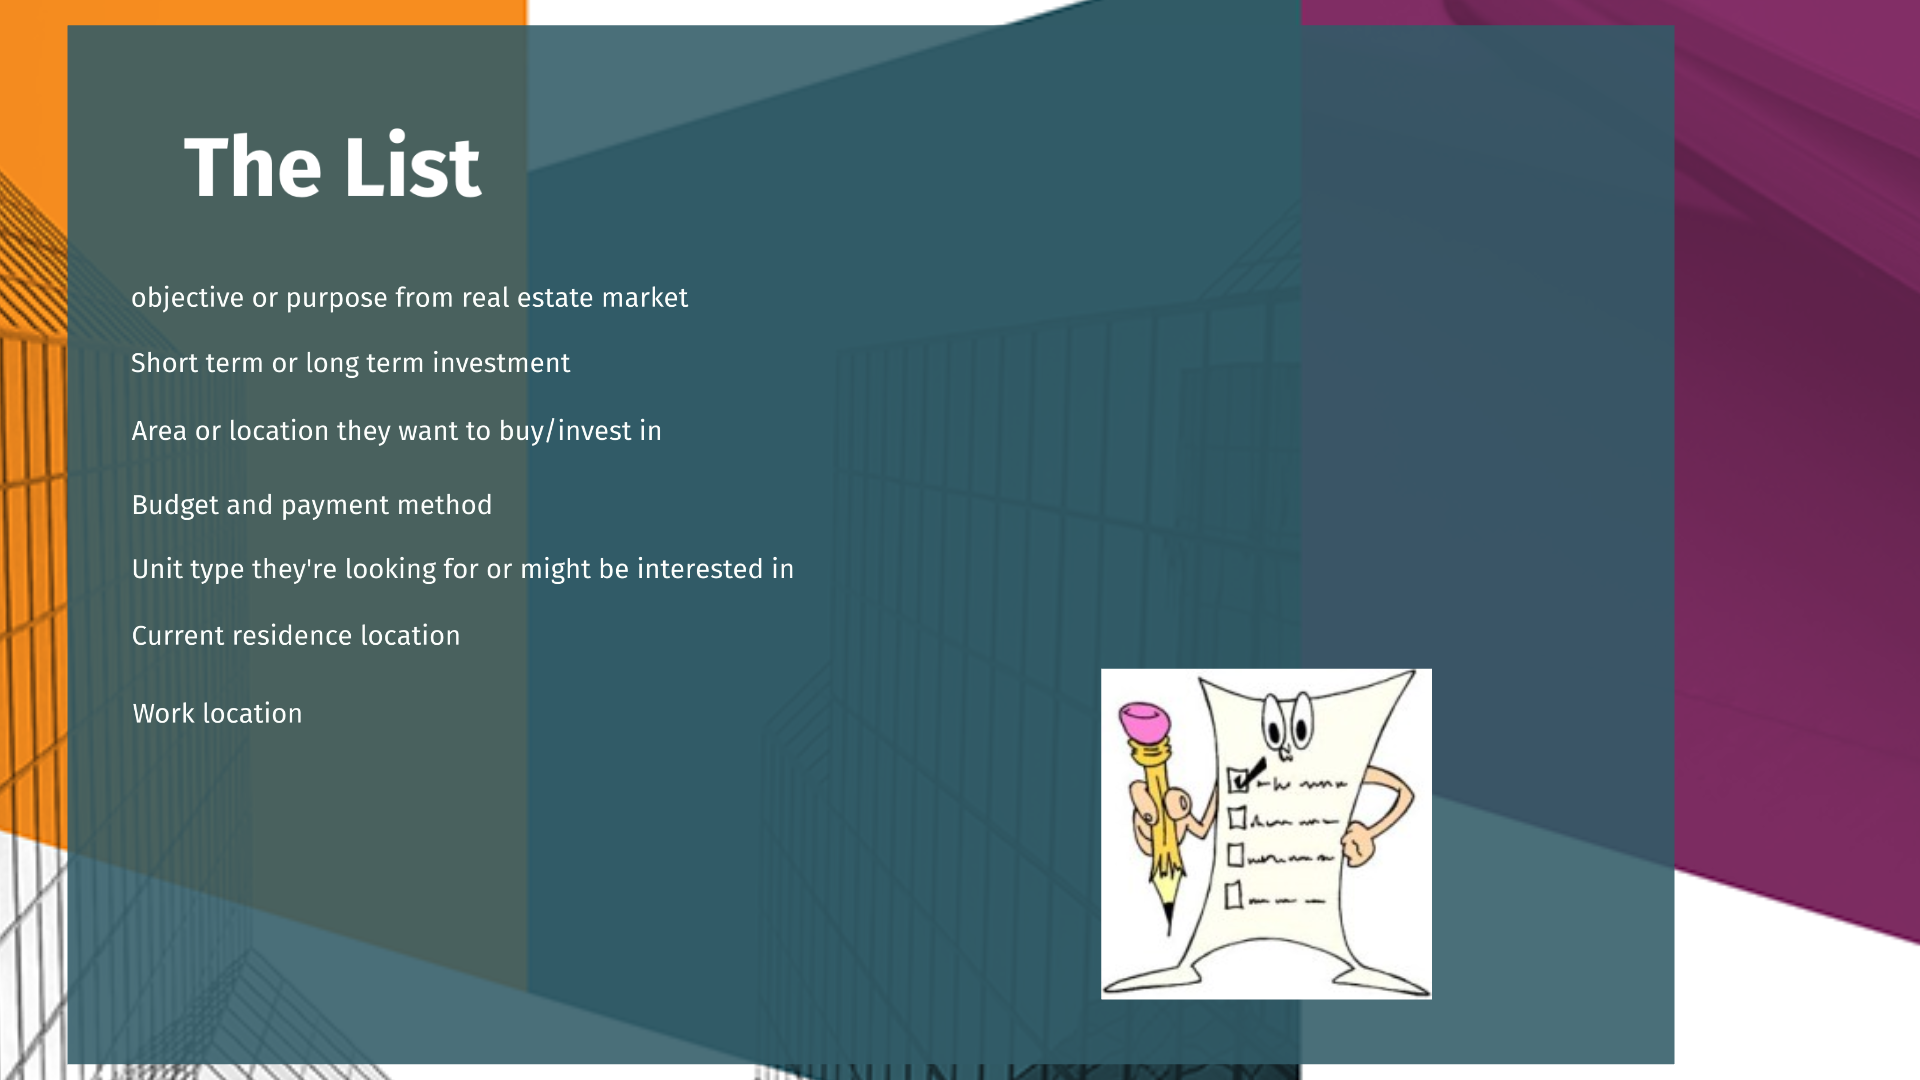 The List
objective or purpose from real estate market
Short term or long term investment
Area or location they want to buy/invest in
Budget and payment method
Unit type they're looking for or might be interested in
Current residence location
Work location